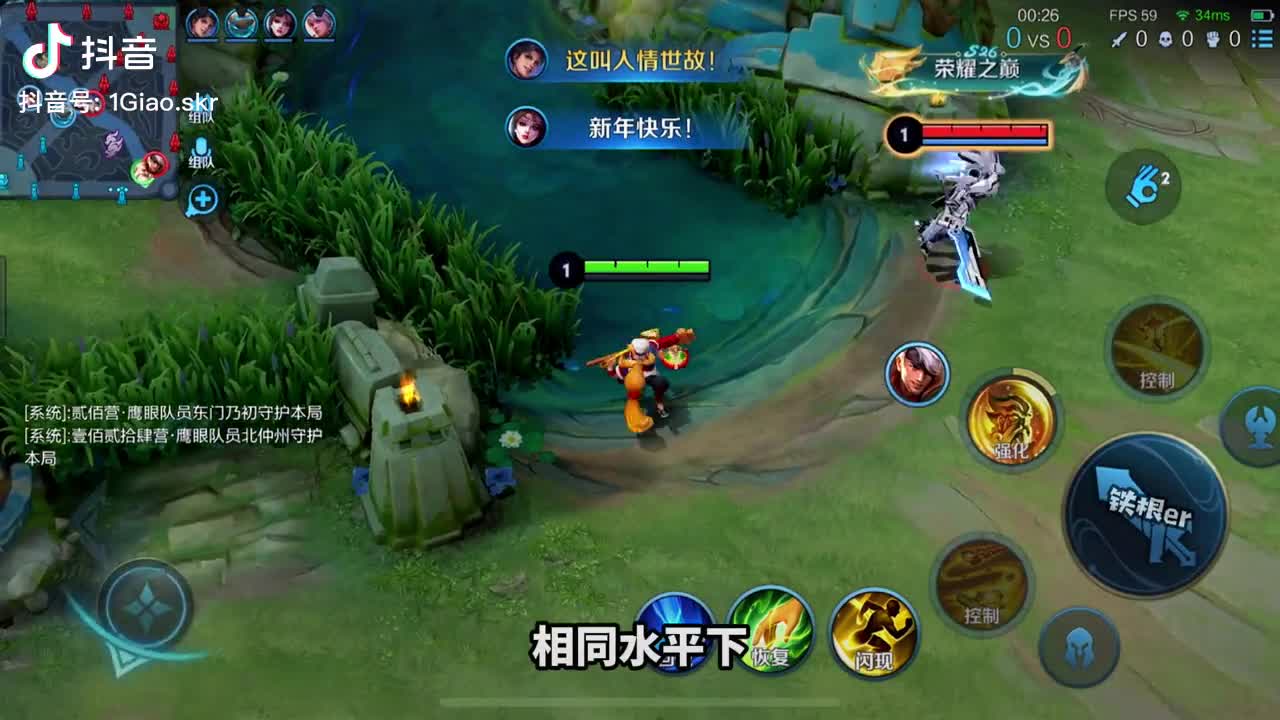 抖音
抖音号: 1Giao.skr
组队
组队
这叫人情世故！
新年快乐！
00:26
FPS 59
34ms
0 VS 0
0
0
0
S26
荣耀之巅
1
1
2
控制
强化
铁根er
控制
[系统]:贰佰营·鹰眼队员东门乃初守护本局
[系统]:壹佰贰拾肆营·鹰眼队员北仲州守护
本局
恢复
闪现
相同水平下